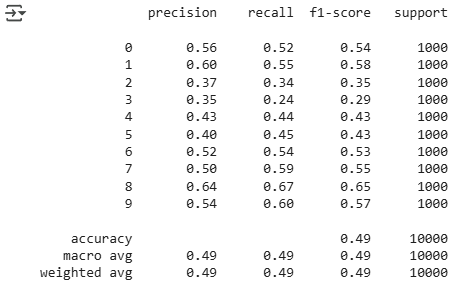 precision recall f1-score support
0 0.56 0.52 0.54 1000
1 0.60 0.55 0.58 1000
2 0.37 0.34 0.35 1000
3 0.35 0.24 0.29 1000
4 0.43 0.44 0.43 1000
5 0.40 0.45 0.43 1000
6 0.52 0.54 0.53 1000
7 0.50 0.59 0.55 1000
8 0.64 0.67 0.65 1000
9 0.54 0.60 0.57 1000
accuracy 0.49 10000
macro avg 0.49 0.49 0.49 10000
weighted avg 0.49 0.49 0.49 10000